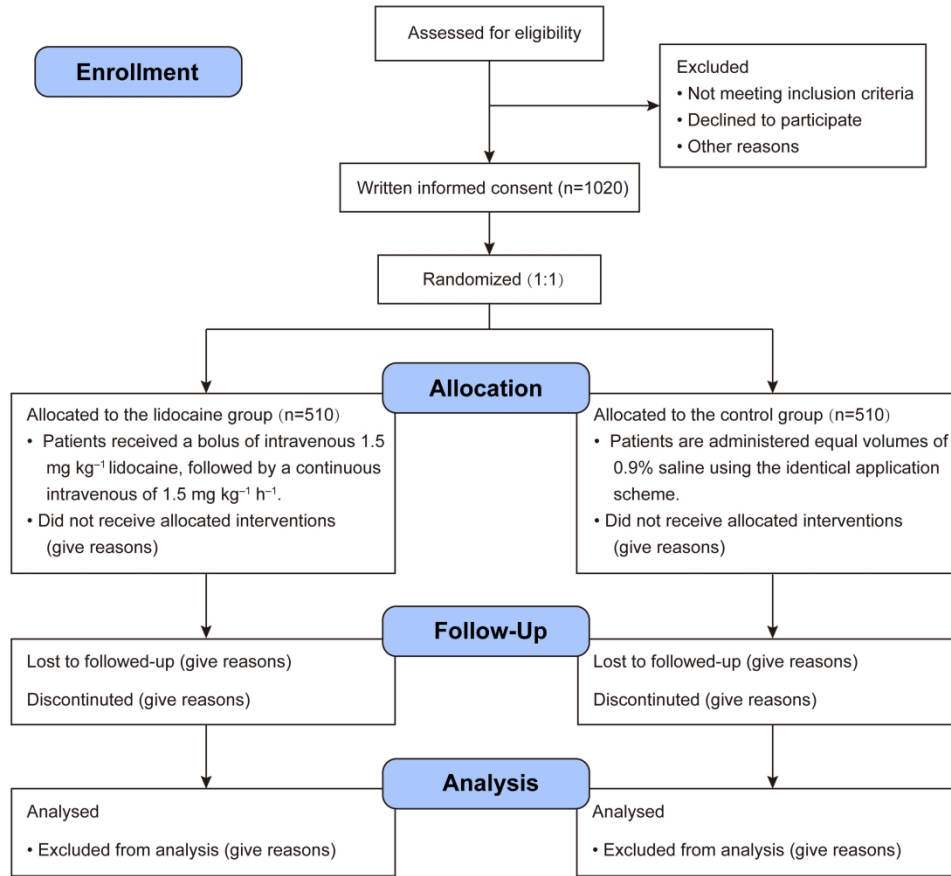 Assessed for eligibility
Enrollment
Excluded
• Not meeting inclusion criteria
• Declined to participate
• Other reasons
Written informed consent (n=1020)
Randomized (1:1)
Allocation
Allocated to the lidocaine group (n=510)
• Patients received a bolus of intravenous 1.5
mg kg⁻¹ lidocaine, followed by a continuous
intravenous of 1.5 mg kg⁻¹ h⁻¹.
• Did not receive allocated interventions
(give reasons)
Allocated to the control group (n=510)
• Patients are administered equal volumes of
0.9% saline using the identical application
scheme.
• Did not receive allocated interventions
(give reasons)
Follow-Up
Lost to followed-up (give reasons)
Discontinuted (give reasons)
Lost to followed-up (give reasons)
Discontinuted (give reasons)
Analysis
Analysed
• Excluded from analysis (give reasons)
Analysed
• Excluded from analysis (give reasons)